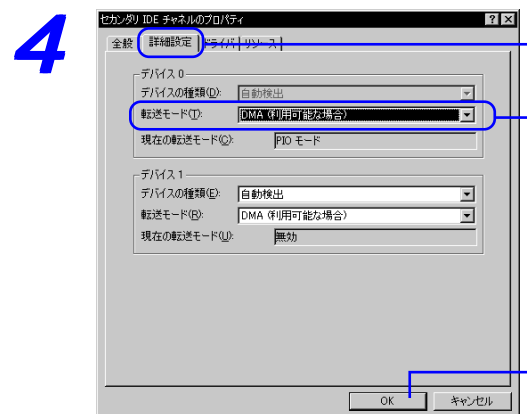 4
セカンダリ IDE チャネルのプロパティ
全般 詳細設定 ドライバ リソース
デバイス 0
デバイスの種類(D): 自動検出
転送モード(T): DMA (利用可能な場合)
現在の転送モード(C): PIO モード
デバイス 1
デバイスの種類(E): 自動検出
転送モード(R): DMA (利用可能な場合)
現在の転送モード(U): 無効
OK キャンセル